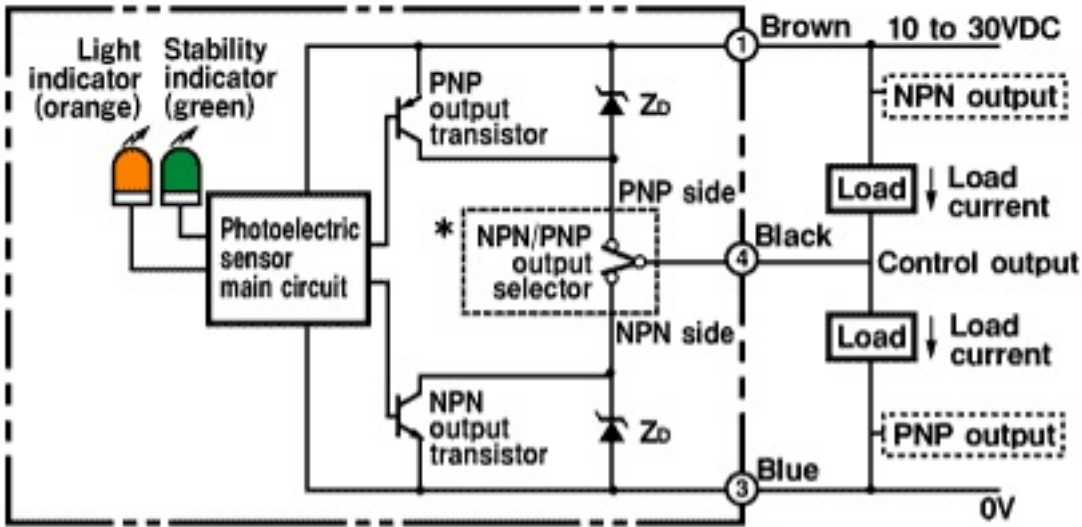 Light
indicator
(orange)
Stability
indicator
(green)
PNP
output
transistor
ZD
1
Brown
10 to 30VDC
NPN output
Load
Load
current
PNP side
Photoelectric
sensor
main circuit
*
NPN/PNP
output
selector
4
Black
Control output
NPN side
Load
Load
current
NPN
output
transistor
ZD
PNP output
3
Blue
0V